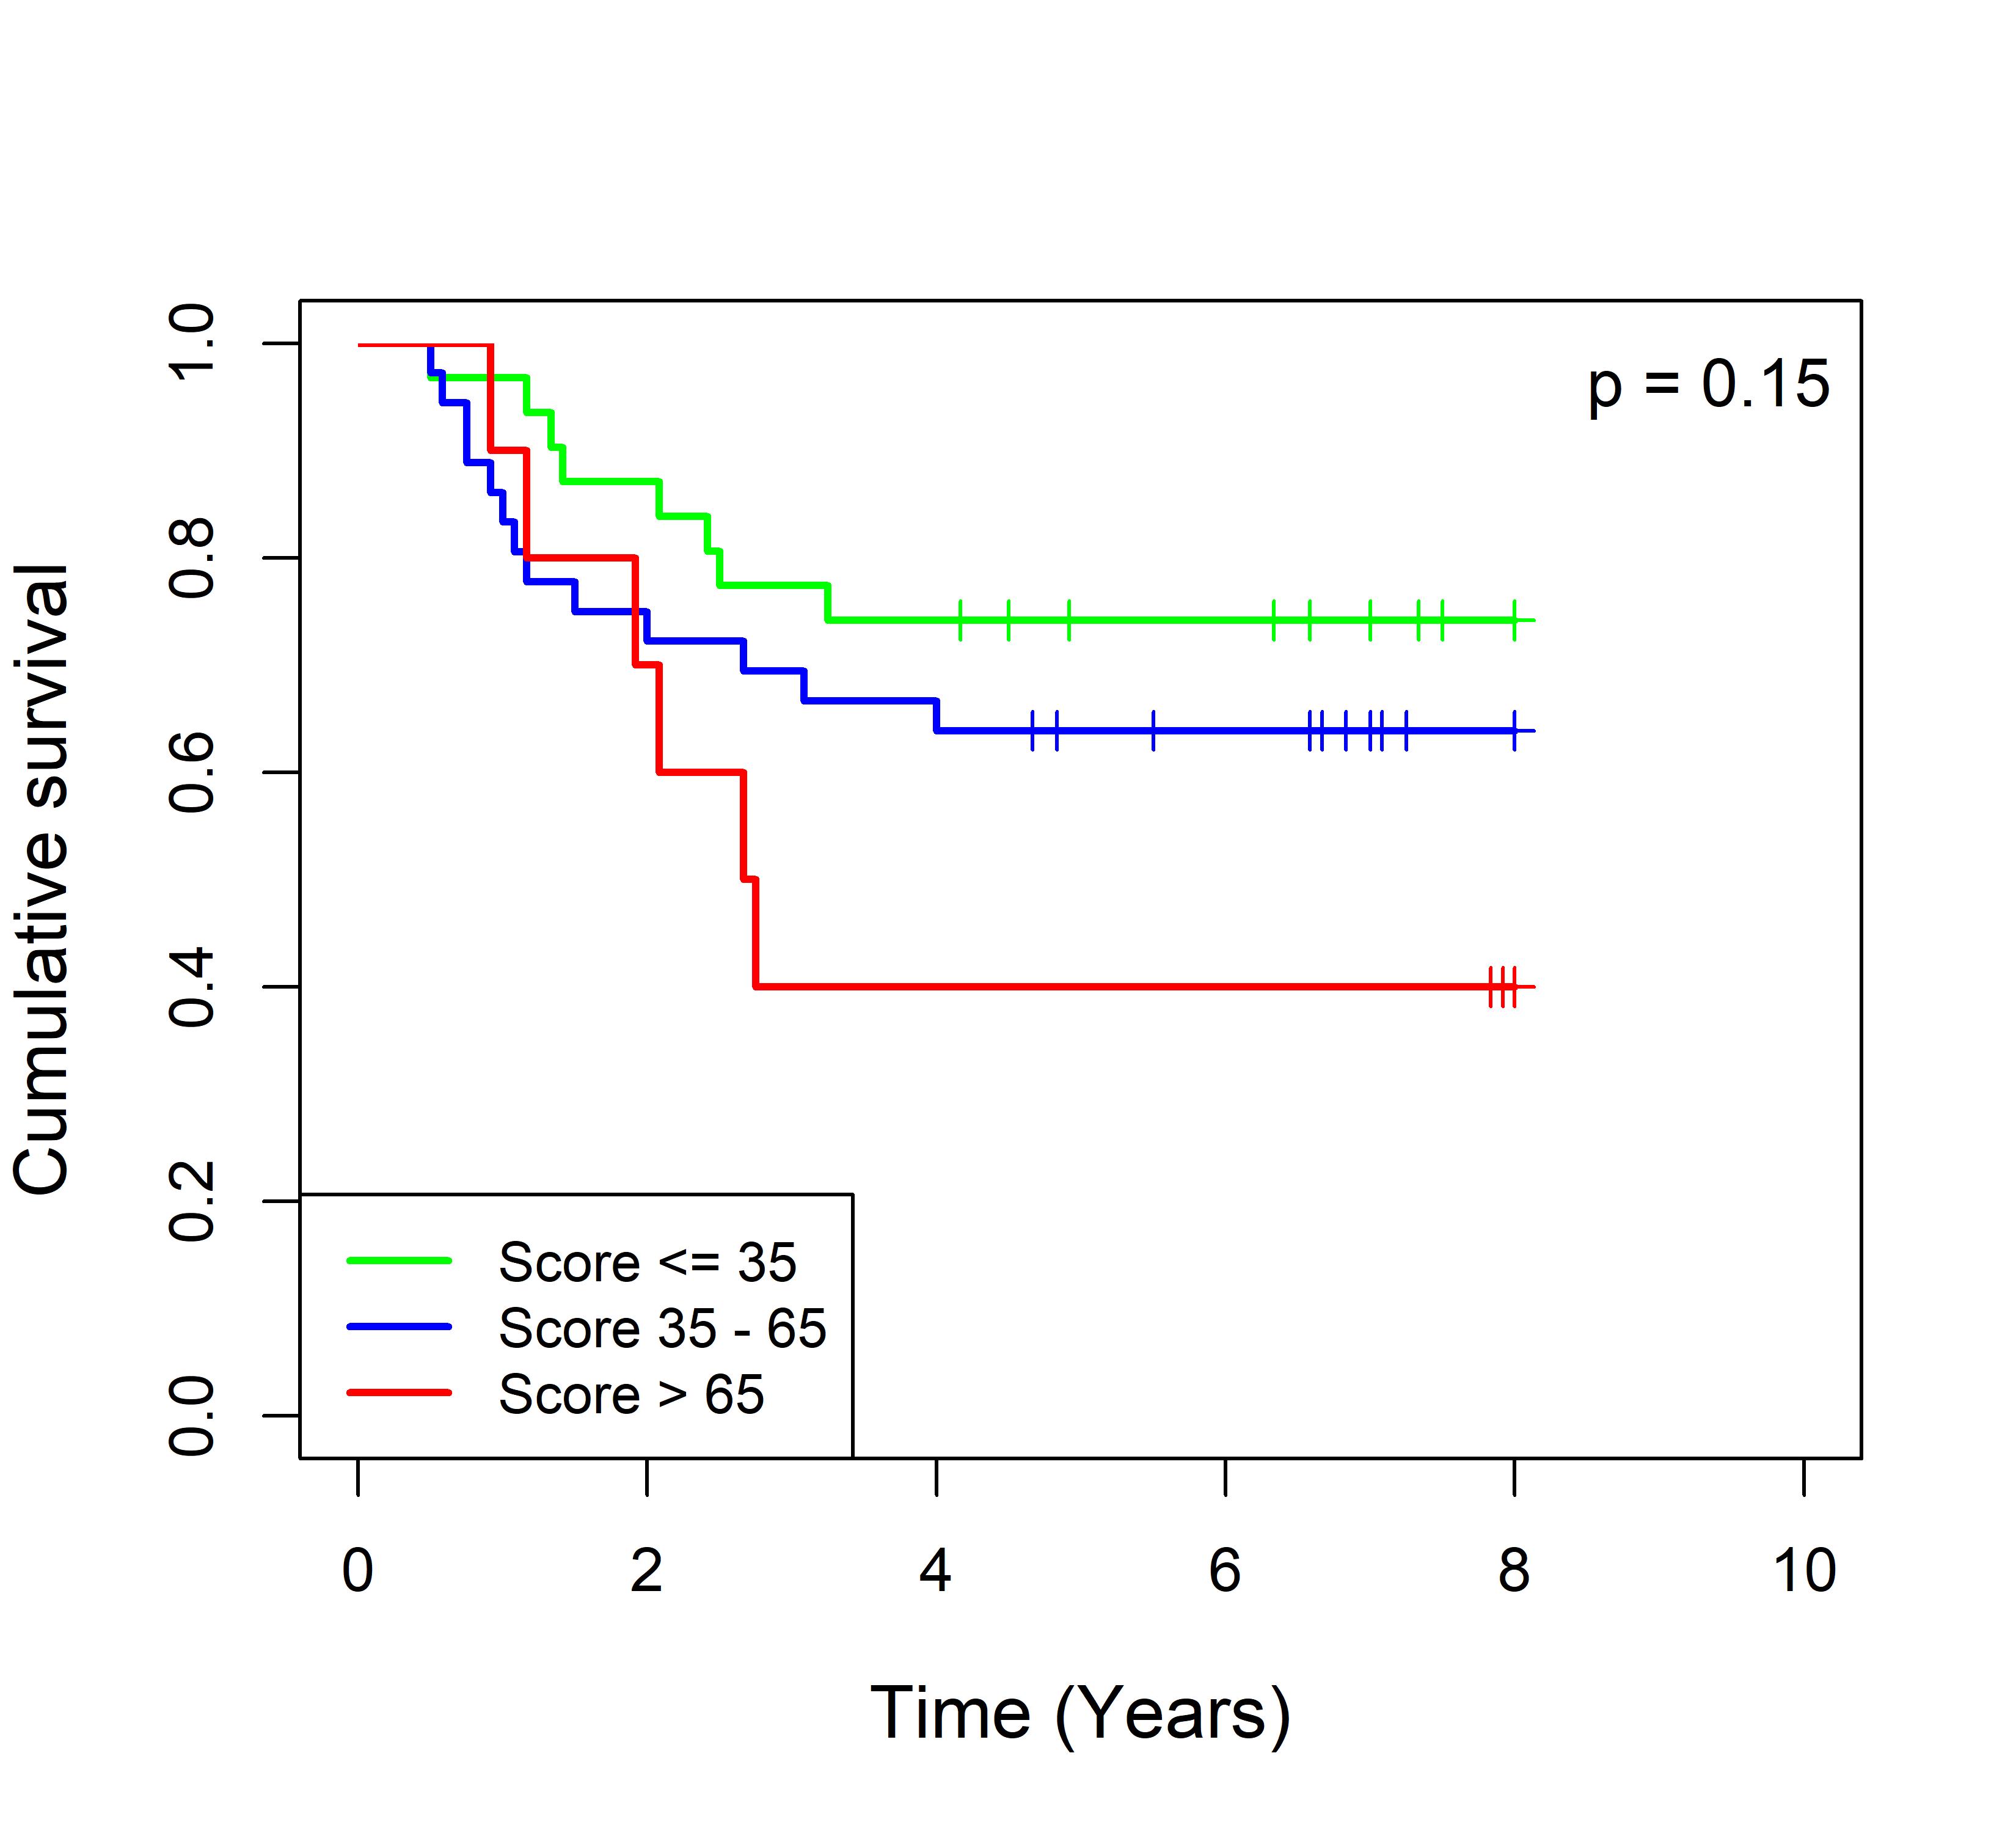 p = 0.15
Cumulative survival
1.0
0.8
0.6
0.4
0.2
0.0
Score <= 35
Score 35 - 65
Score > 65
0 2 4 6 8 10
Time (Years)